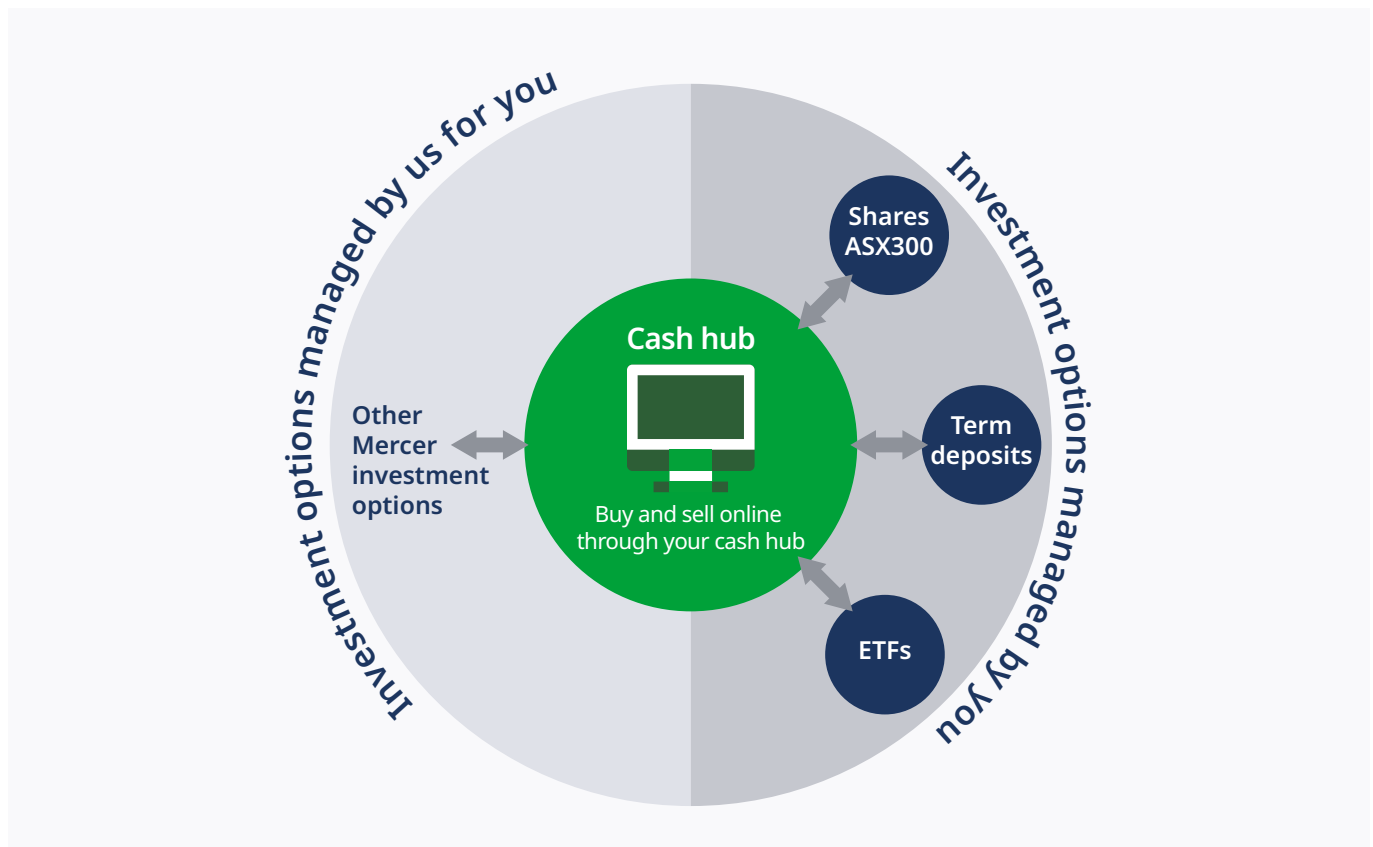 Investment options managed by us for you
Investment options managed by you
Shares
ASX300
Cash hub
Other
Mercer
investment
options
Term
deposits
Buy and sell online
through your cash hub
ETFs